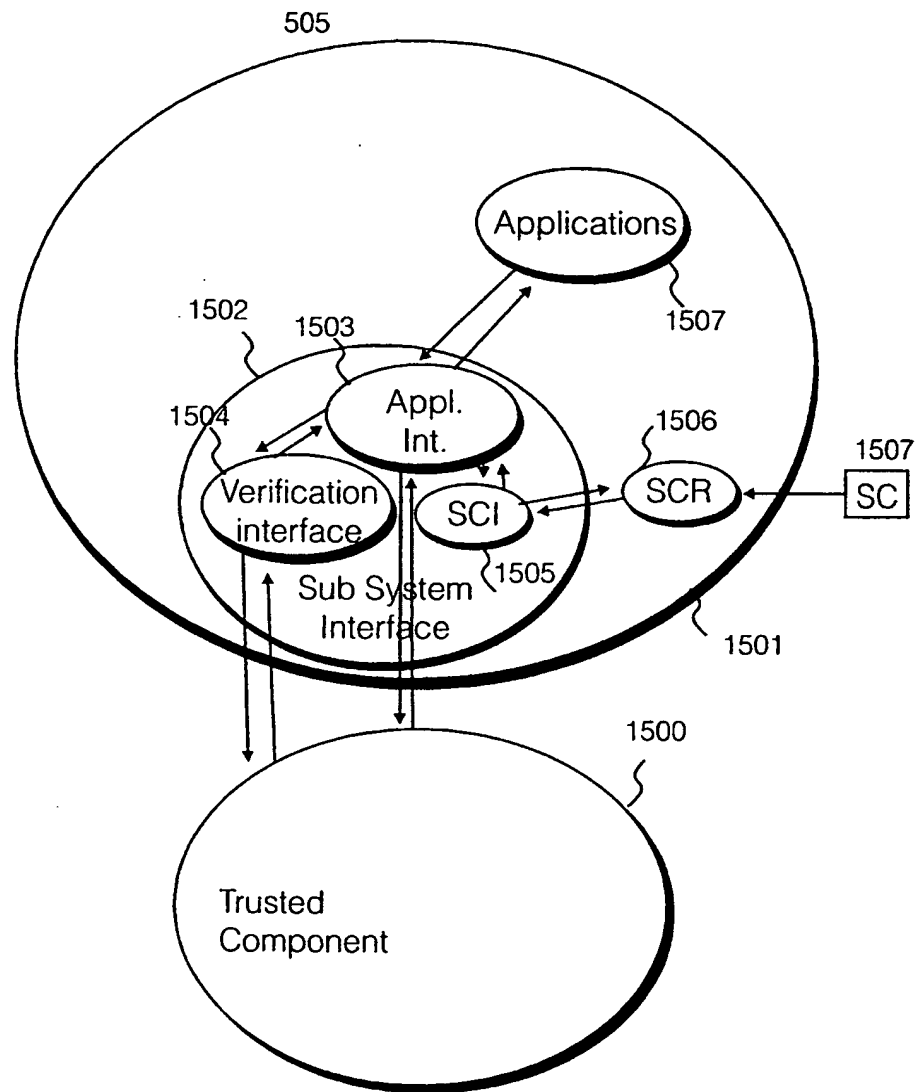 505
Applications
1507
1502
1503
Appl.
Int.
1504
Verification
interface
1506
SCR
1507
SC
SCI
1505
Sub System
Interface
1501
1500
Trusted
Component